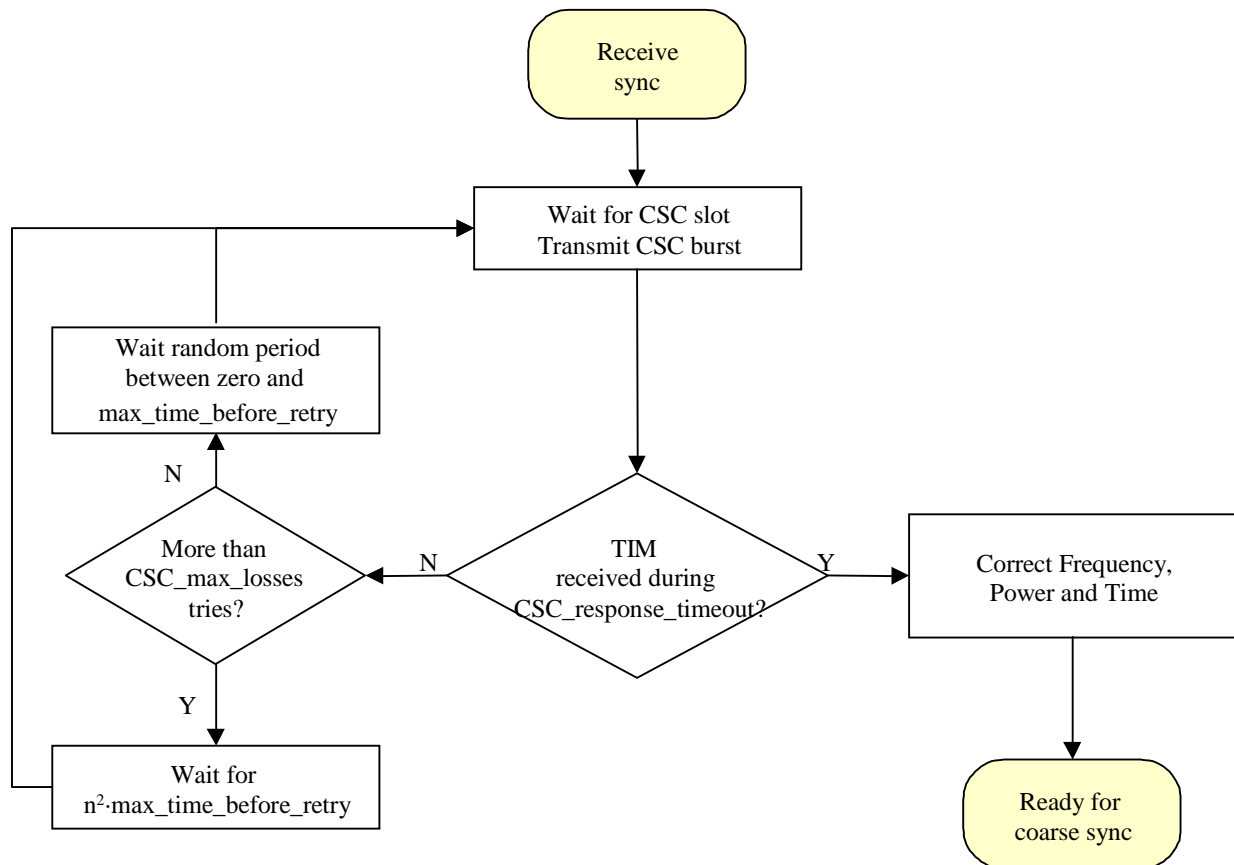 Receive
sync
Wait for CSC slot
Transmit CSC burst
Wait random period
between zero and
max_time_before_retry
N
More than
CSC_max_losses
tries?
N
TIM
received during
CSC_response_timeout?
Y
Correct Frequency,
Power and Time
Y
Wait for
n²·max_time_before_retry
Ready for
coarse sync